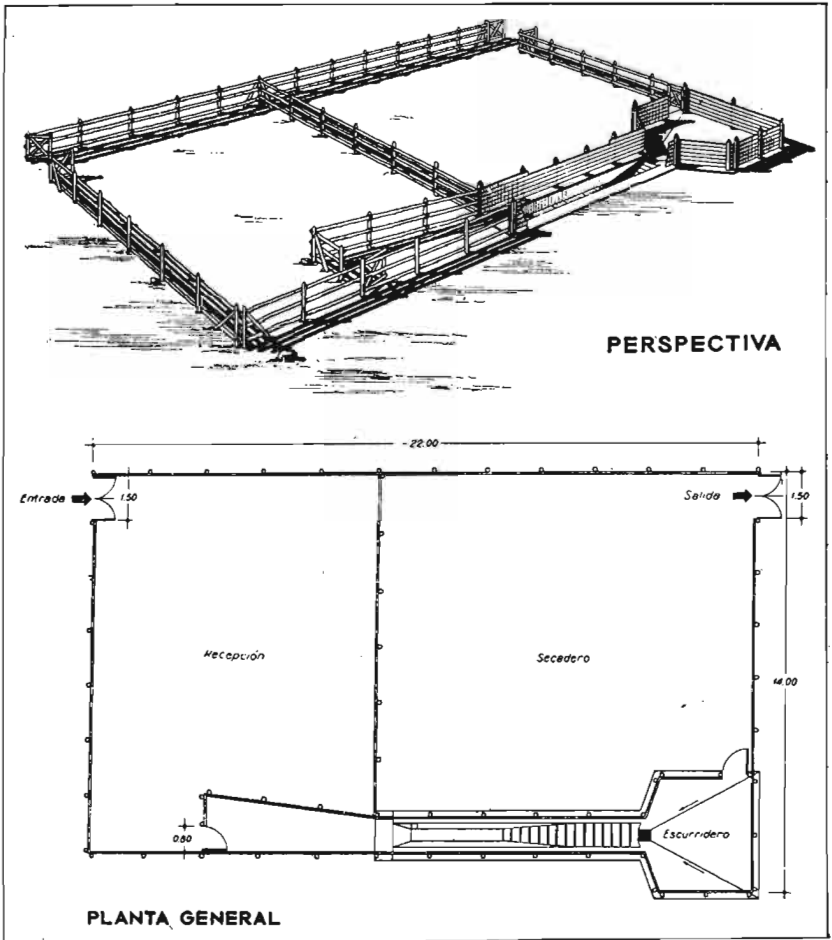 PERSPECTIVA
22.00
Entrada
1.50
Salida
1.50
Recepción
Secadero
14.00
0.80
Escurridero
PLANTA GENERAL